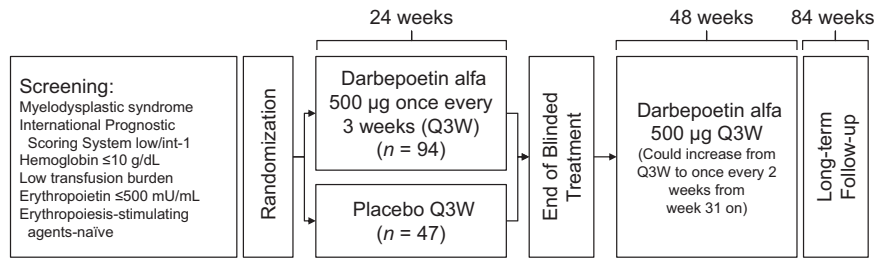 24 weeks
48 weeks
84 weeks
Screening:
Myelodysplastic syndrome
International Prognostic
Scoring System low/int-1
Hemoglobin ≤10 g/dL
Low transfusion burden
Erythropoietin ≤500 mU/mL
Erythropoiesis-stimulating
agents-naïve
Randomization
Darbepoetin alfa
500 µg once every
3 weeks (Q3W)
(n = 94)
Placebo Q3W
(n = 47)
End of Blinded
Treatment
Darbepoetin alfa
500 µg Q3W
(Could increase from
Q3W to once every 2
weeks from
week 31 on)
Long-term
Follow-up